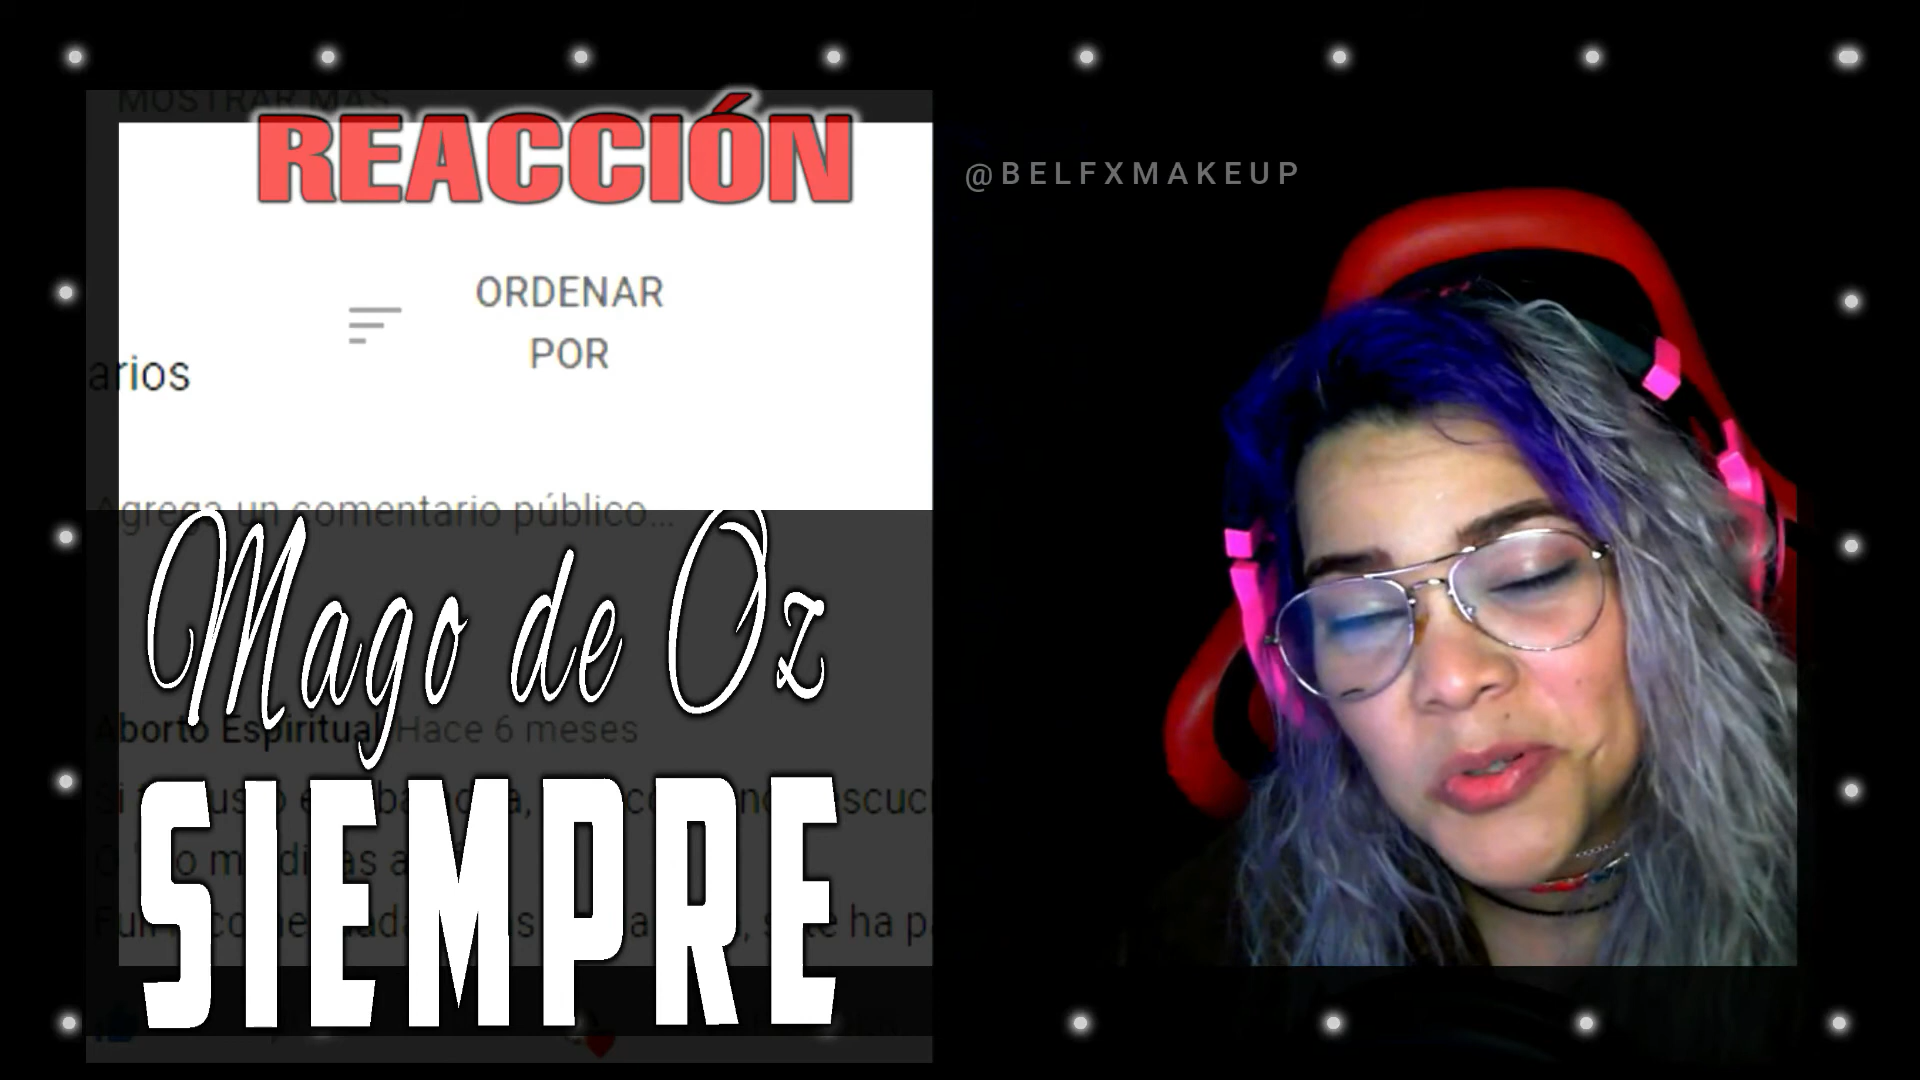 MOSTRAR MÁS
REACCIÓN
@BELFXMAKEUP
ORDENAR
POR
arios
Agrega un comentario público...
Mago de Oz
Aborto Espiritual Hace 6 meses
SIEMPRE